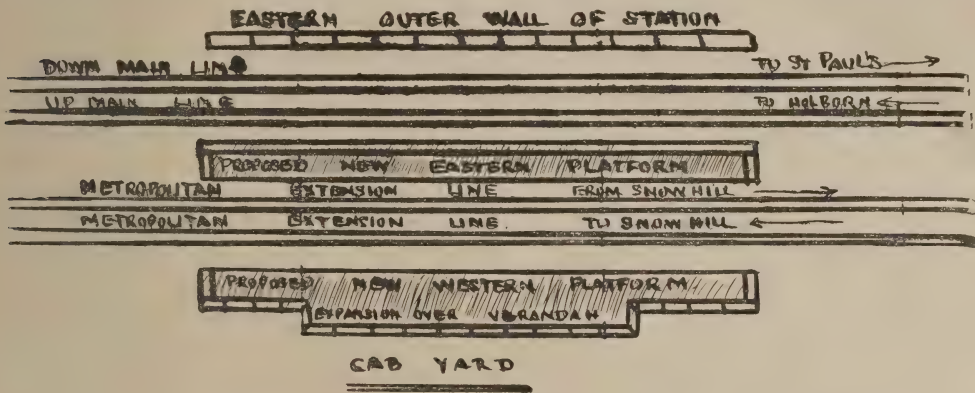 EASTERN OUTER WALL OF STATION
DOWN MAIN LINE TO ST PAUL'S
UP MAIN LINE TO HOLBORN
PROPOSED NEW EASTERN PLATFORM
METROPOLITAN EXTENSION LINE FROM SNOW HILL
METROPOLITAN EXTENSION LINE. TO SNOW HILL
PROPOSED NEW WESTERN PLATFORM
EXPANSION OVER VERANDAH
CAB YARD